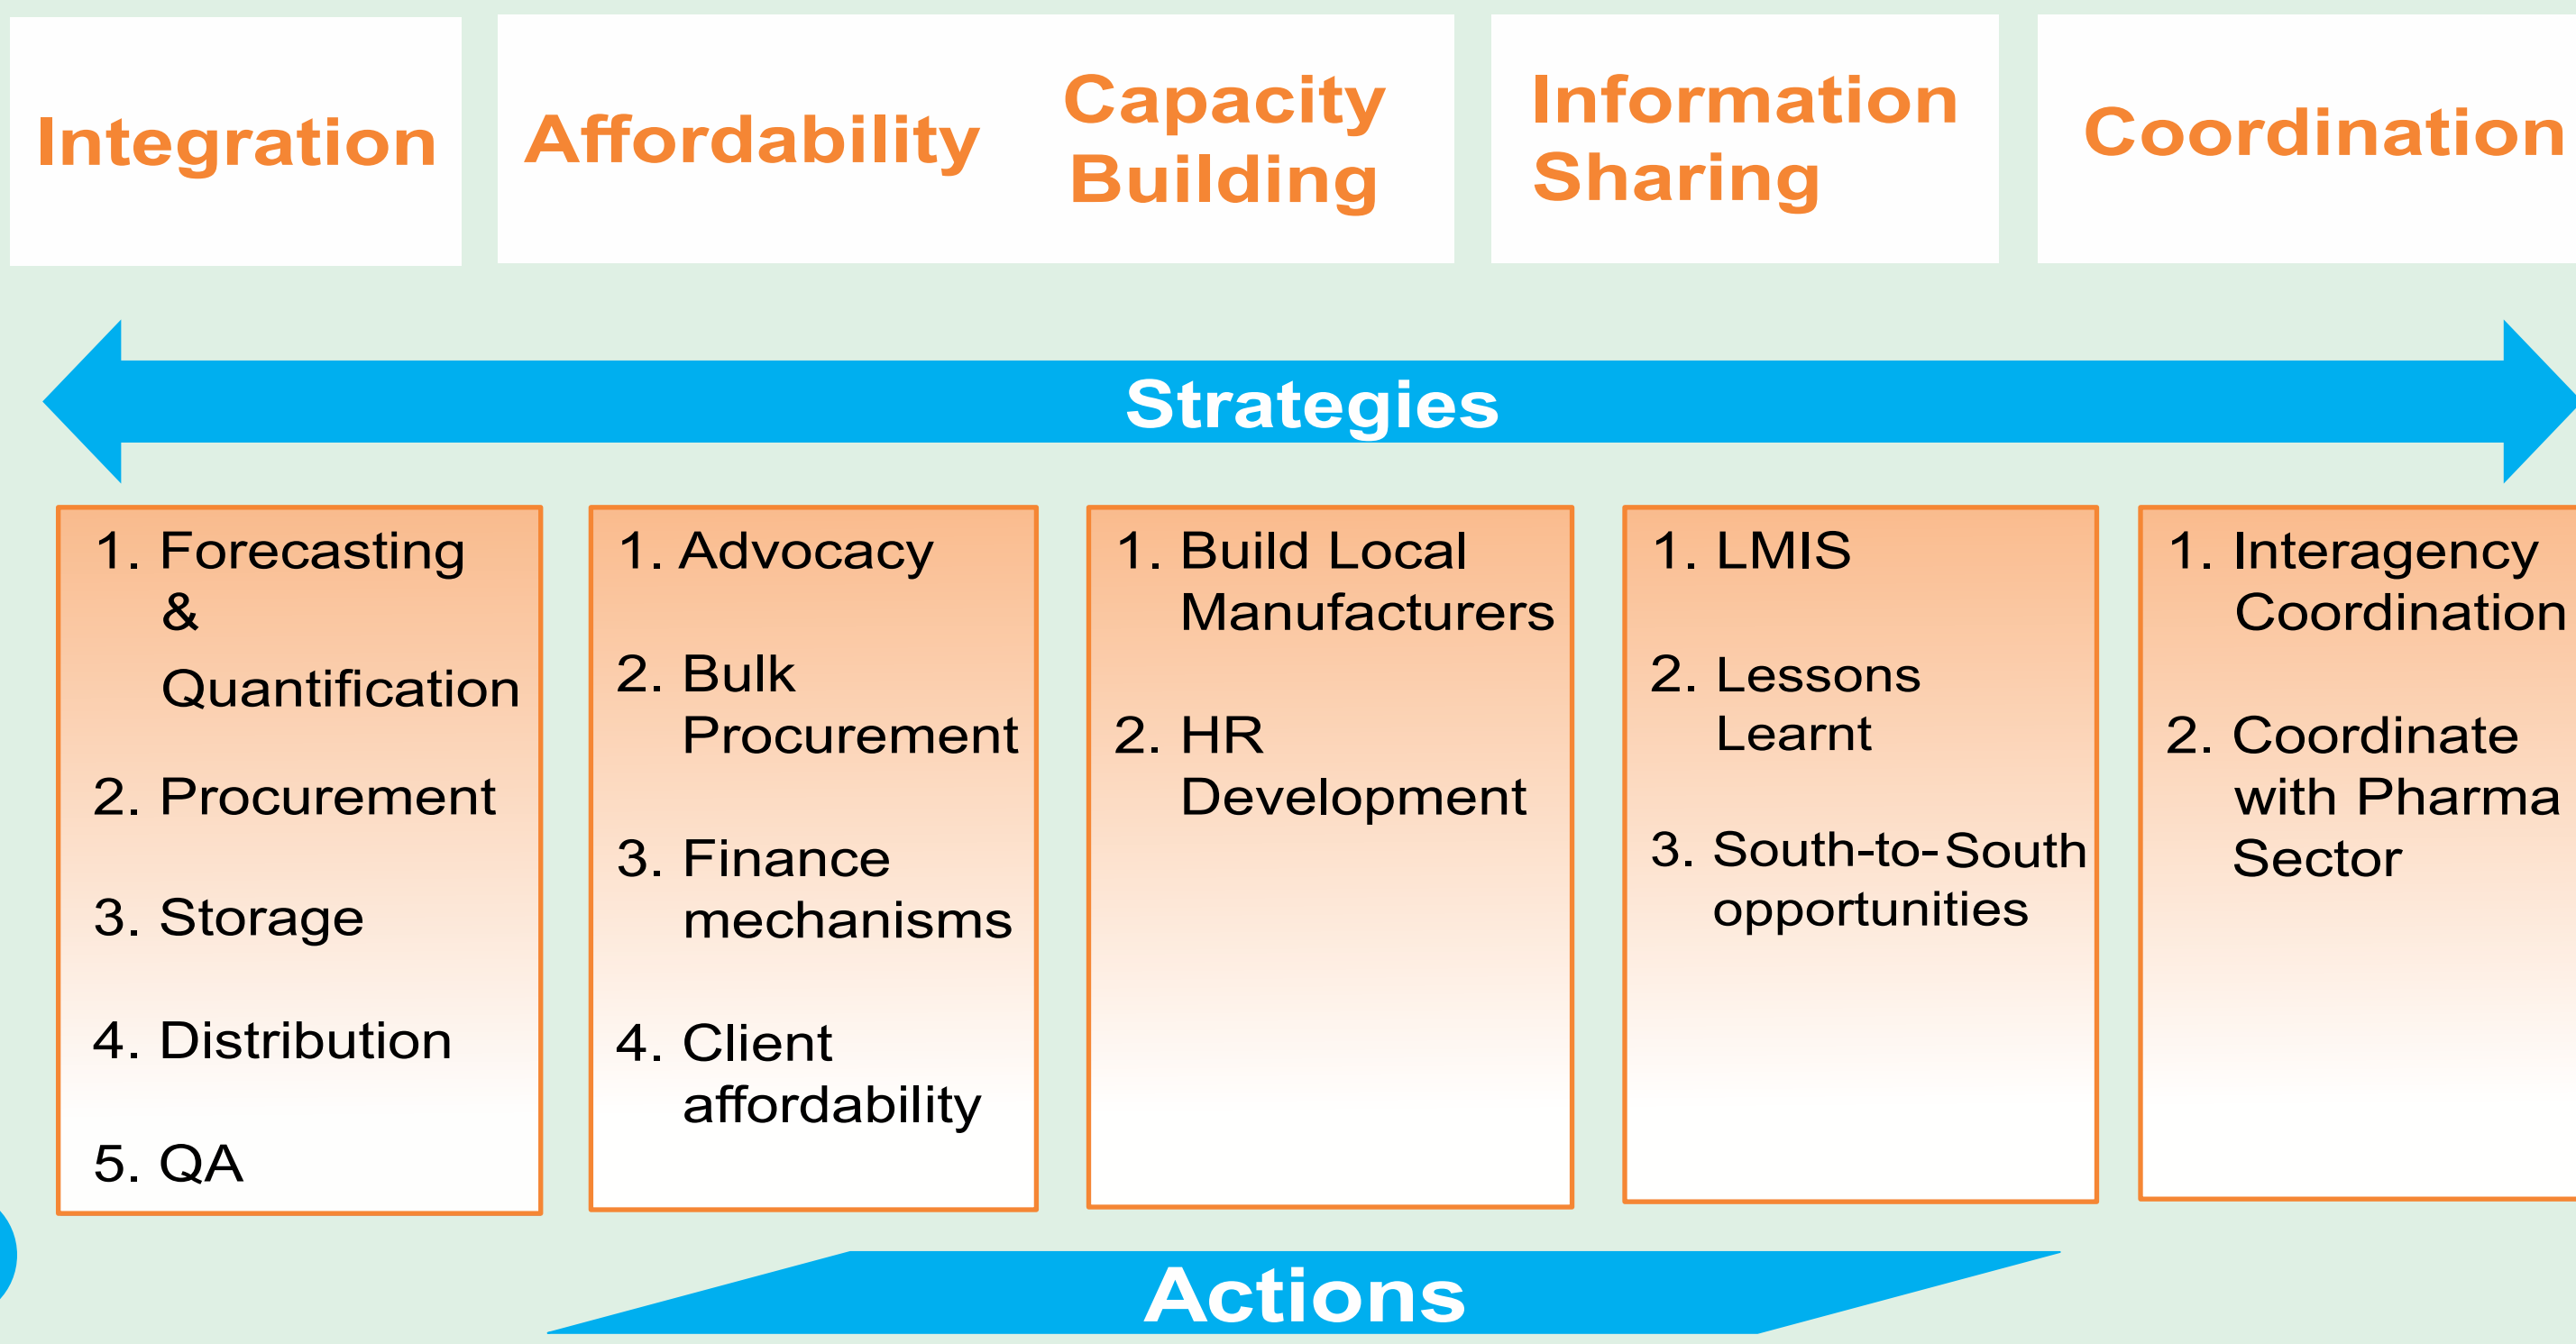 Integration
Affordability
Capacity
Building
Information
Sharing
Coordination
Strategies
1. Forecasting
&
Quantification
2. Procurement
3. Storage
4. Distribution
5. QA
1. Advocacy
2. Bulk
Procurement
3. Finance
mechanisms
4. Client
affordability
1. Build Local
Manufacturers
2. HR
Development
1. LMIS
2. Lessons
Learnt
3. South-to-South
opportunities
1. Interagency
Coordination
2. Coordinate
with Pharma
Sector
Actions